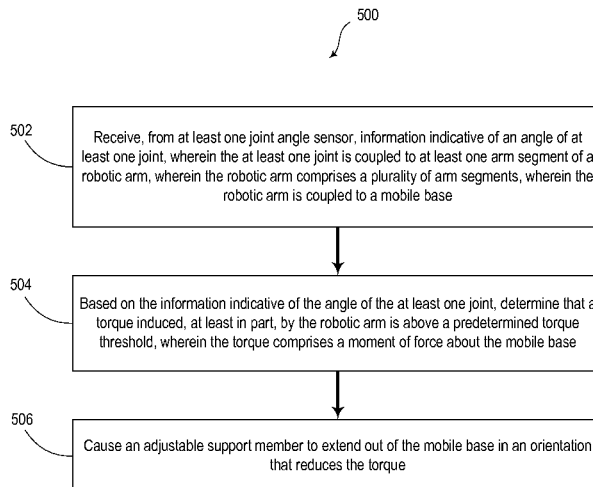 500
502
Receive, from at least one joint angle sensor, information indicative of an angle of at
least one joint, wherein the at least one joint is coupled to at least one arm segment of a
robotic arm, wherein the robotic arm comprises a plurality of arm segments, wherein the
robotic arm is coupled to a mobile base
504
Based on the information indicative of the angle of the at least one joint, determine that a
torque induced, at least in part, by the robotic arm is above a predetermined torque
threshold, wherein the torque comprises a moment of force about the mobile base
506
Cause an adjustable support member to extend out of the mobile base in an orientation
that reduces the torque